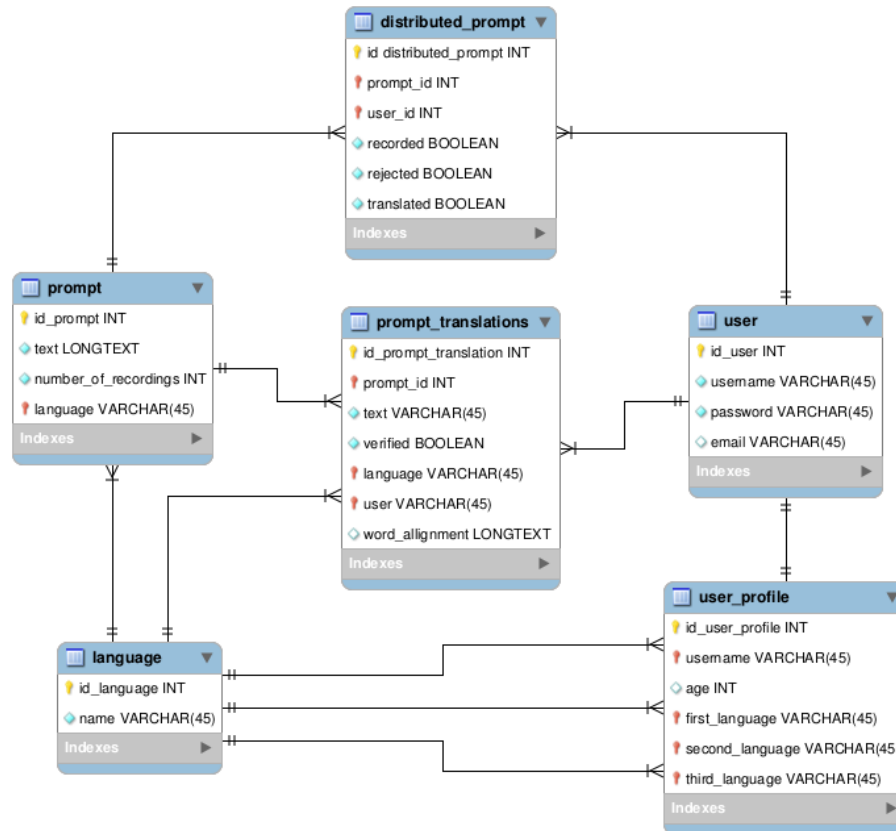 distributed_prompt
id distributed_prompt INT
prompt_id INT
user_id INT
recorded BOOLEAN
rejected BOOLEAN
translated BOOLEAN
Indexes
prompt
id_prompt INT
text LONGTEXT
number_of_recordings INT
language VARCHAR(45)
Indexes
prompt_translations
id_prompt_translation INT
prompt_id INT
text VARCHAR(45)
verified BOOLEAN
language VARCHAR(45)
user VARCHAR(45)
word_allignment LONGTEXT
Indexes
user
id_user INT
username VARCHAR(45)
password VARCHAR(45)
email VARCHAR(45)
Indexes
language
id_language INT
name VARCHAR(45)
Indexes
user_profile
id_user_profile INT
username VARCHAR(45)
age INT
first_language VARCHAR(45)
second_language VARCHAR(45
third_language VARCHAR(45)
Indexes